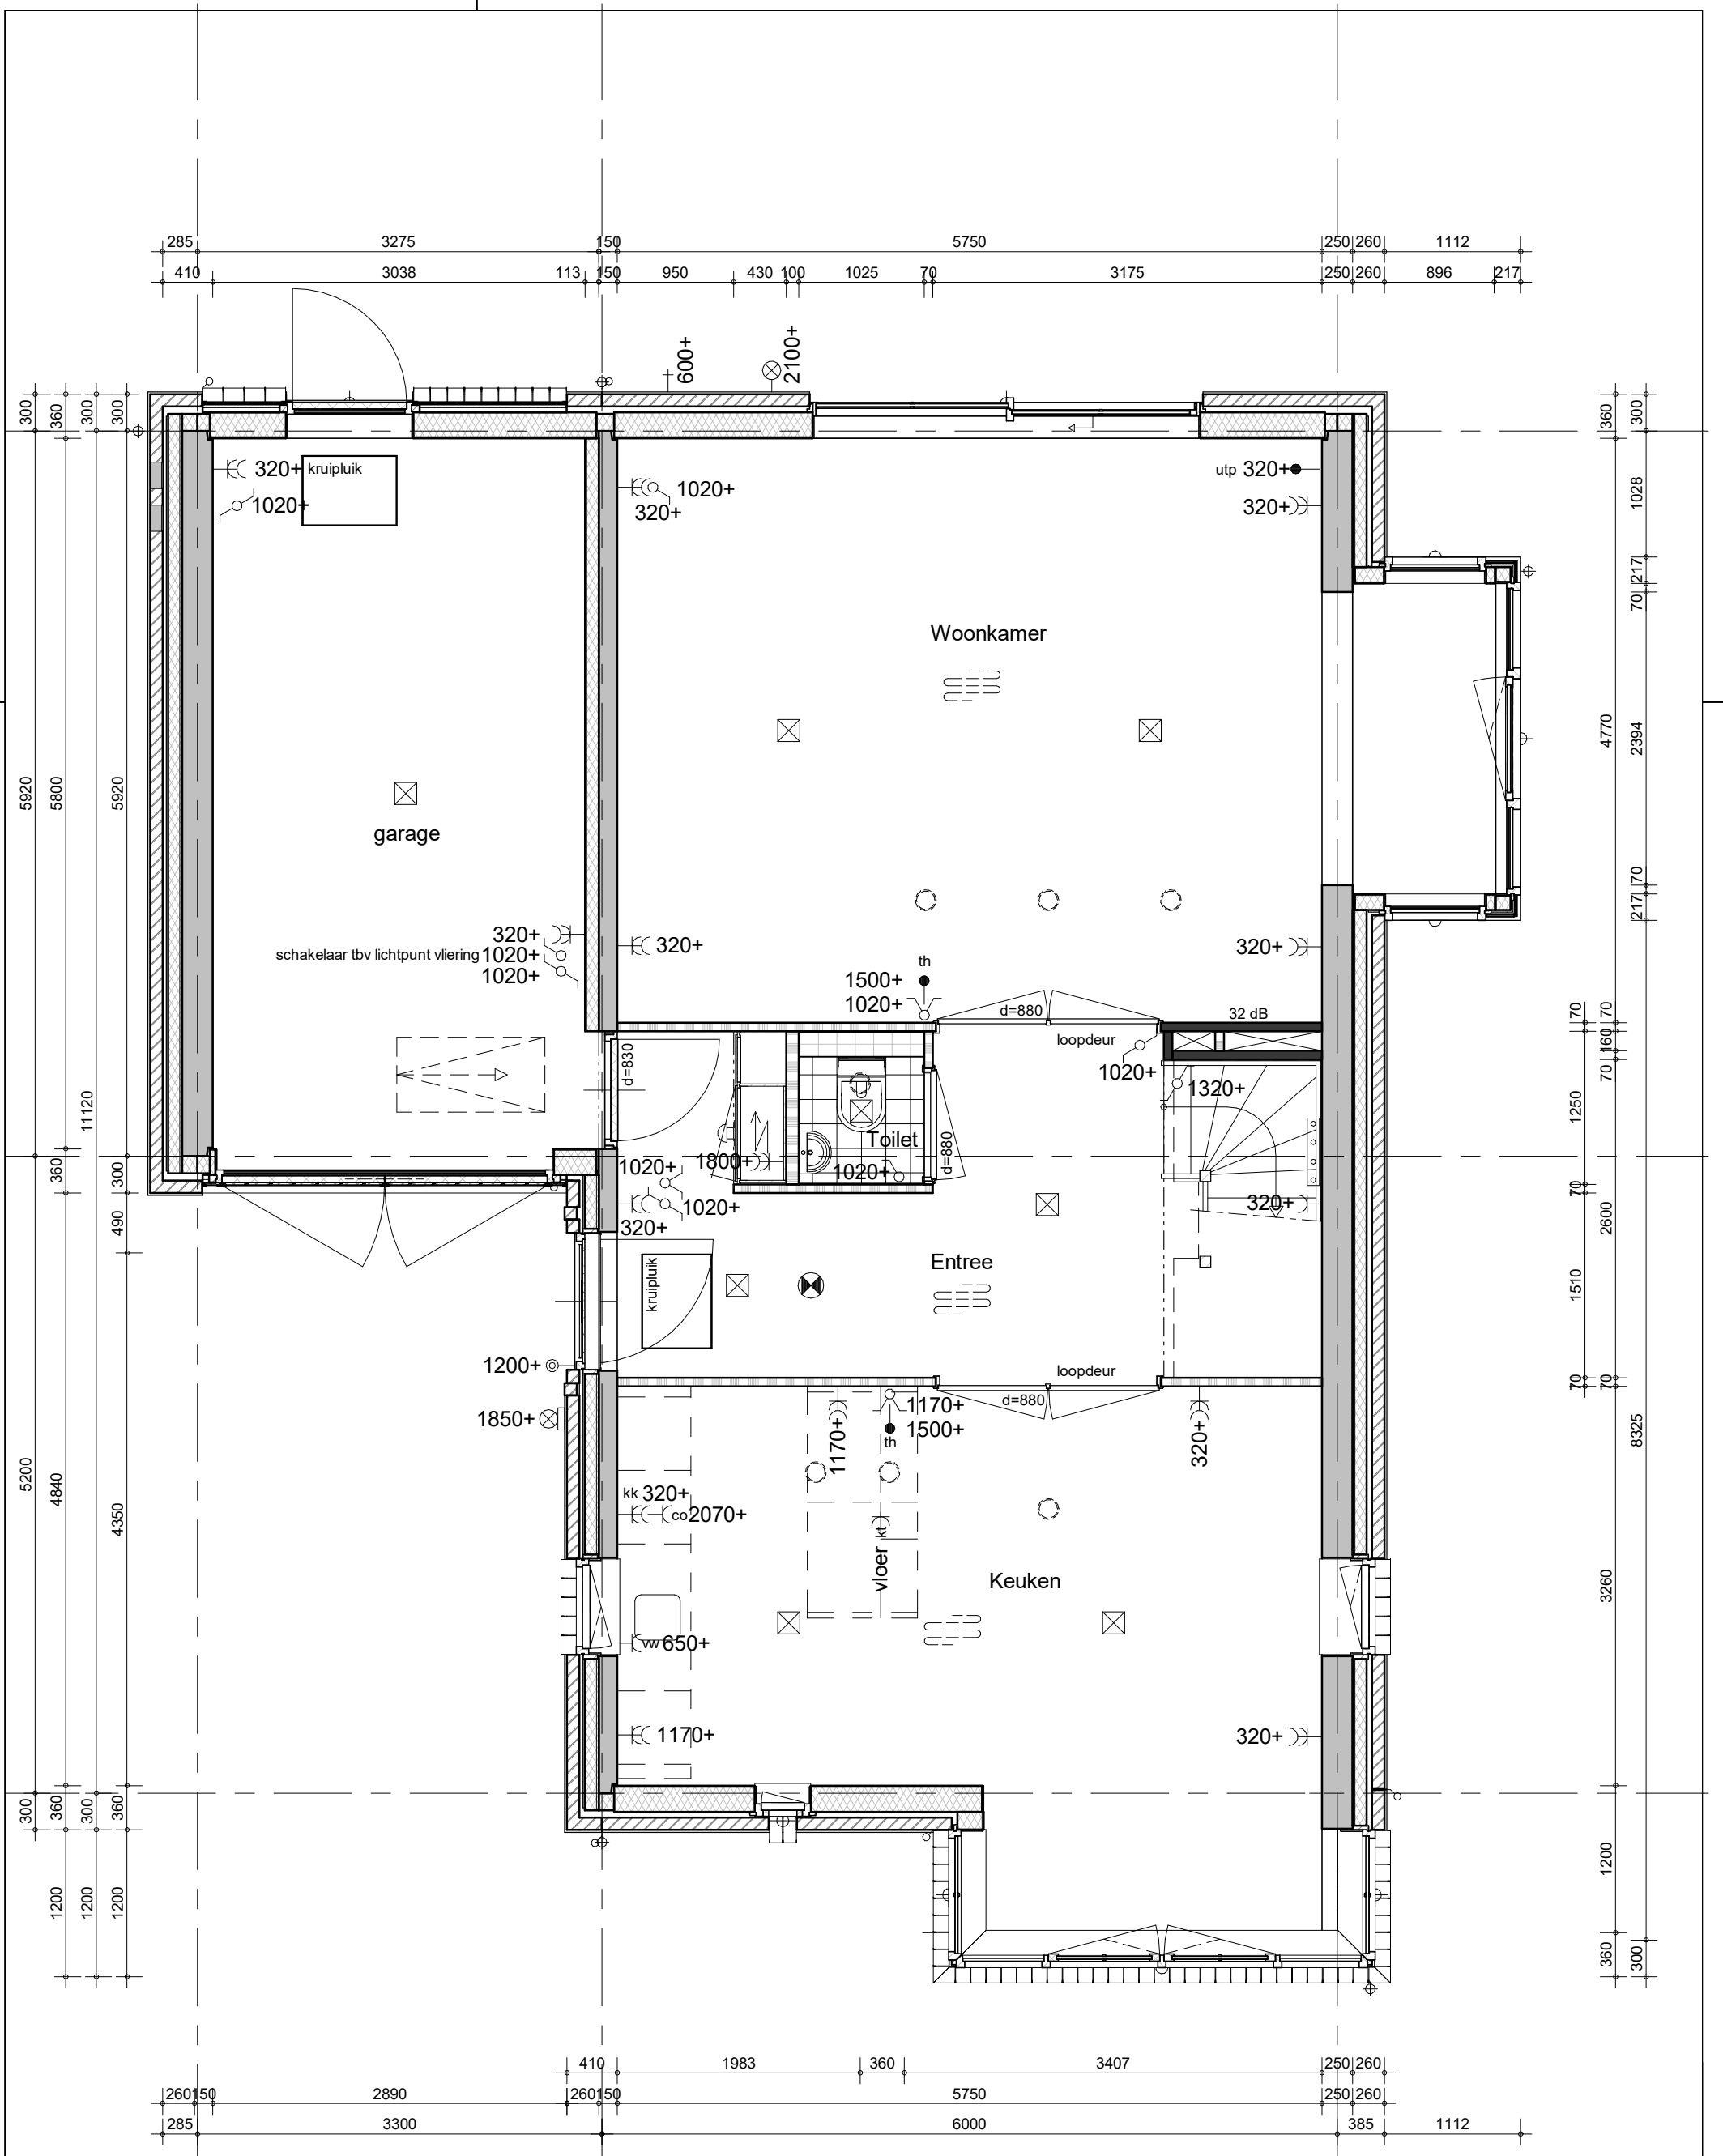 285 3275 150 5750 250 260 1112
410 3038 113 150 950 430 100 1025 70 3175 250 260 896 217
600+
2100+
300 360 300 300
360 300
320+ kruipluik
1020+
1020+
320+
utp 320+
320+
1028
217
70
Woonkamer
4770 2394
5920 5800 5920
garage
70
217
320+
schakelaar tbv lichtpunt vliering 1020+
1020+
320+
320+
th
1500+
1020+
d=880
32 dB
loopdeur
1020+
1320+
d=830
70 70
160
70
1250
11120
Toilet
d=880
1020+
1800+
1020+
1020+
320+
320+
360 300
490
70 70
2600
1510
kruipluik
Entree
1200+
loopdeur
d=880
70 70
1850+
1170+
1170+
1500+
th
320+
8325
5200 4840 4350
kk 320+
co 2070+
vloer kt
Keuken
3260
vw 650+
1170+
320+
300 360 300 360
1200 1200 1200
1200
360 300
410 1983 360 3407 250 260
260 150 2890 260 150 5750 250 260
285 3300 6000 385 1112